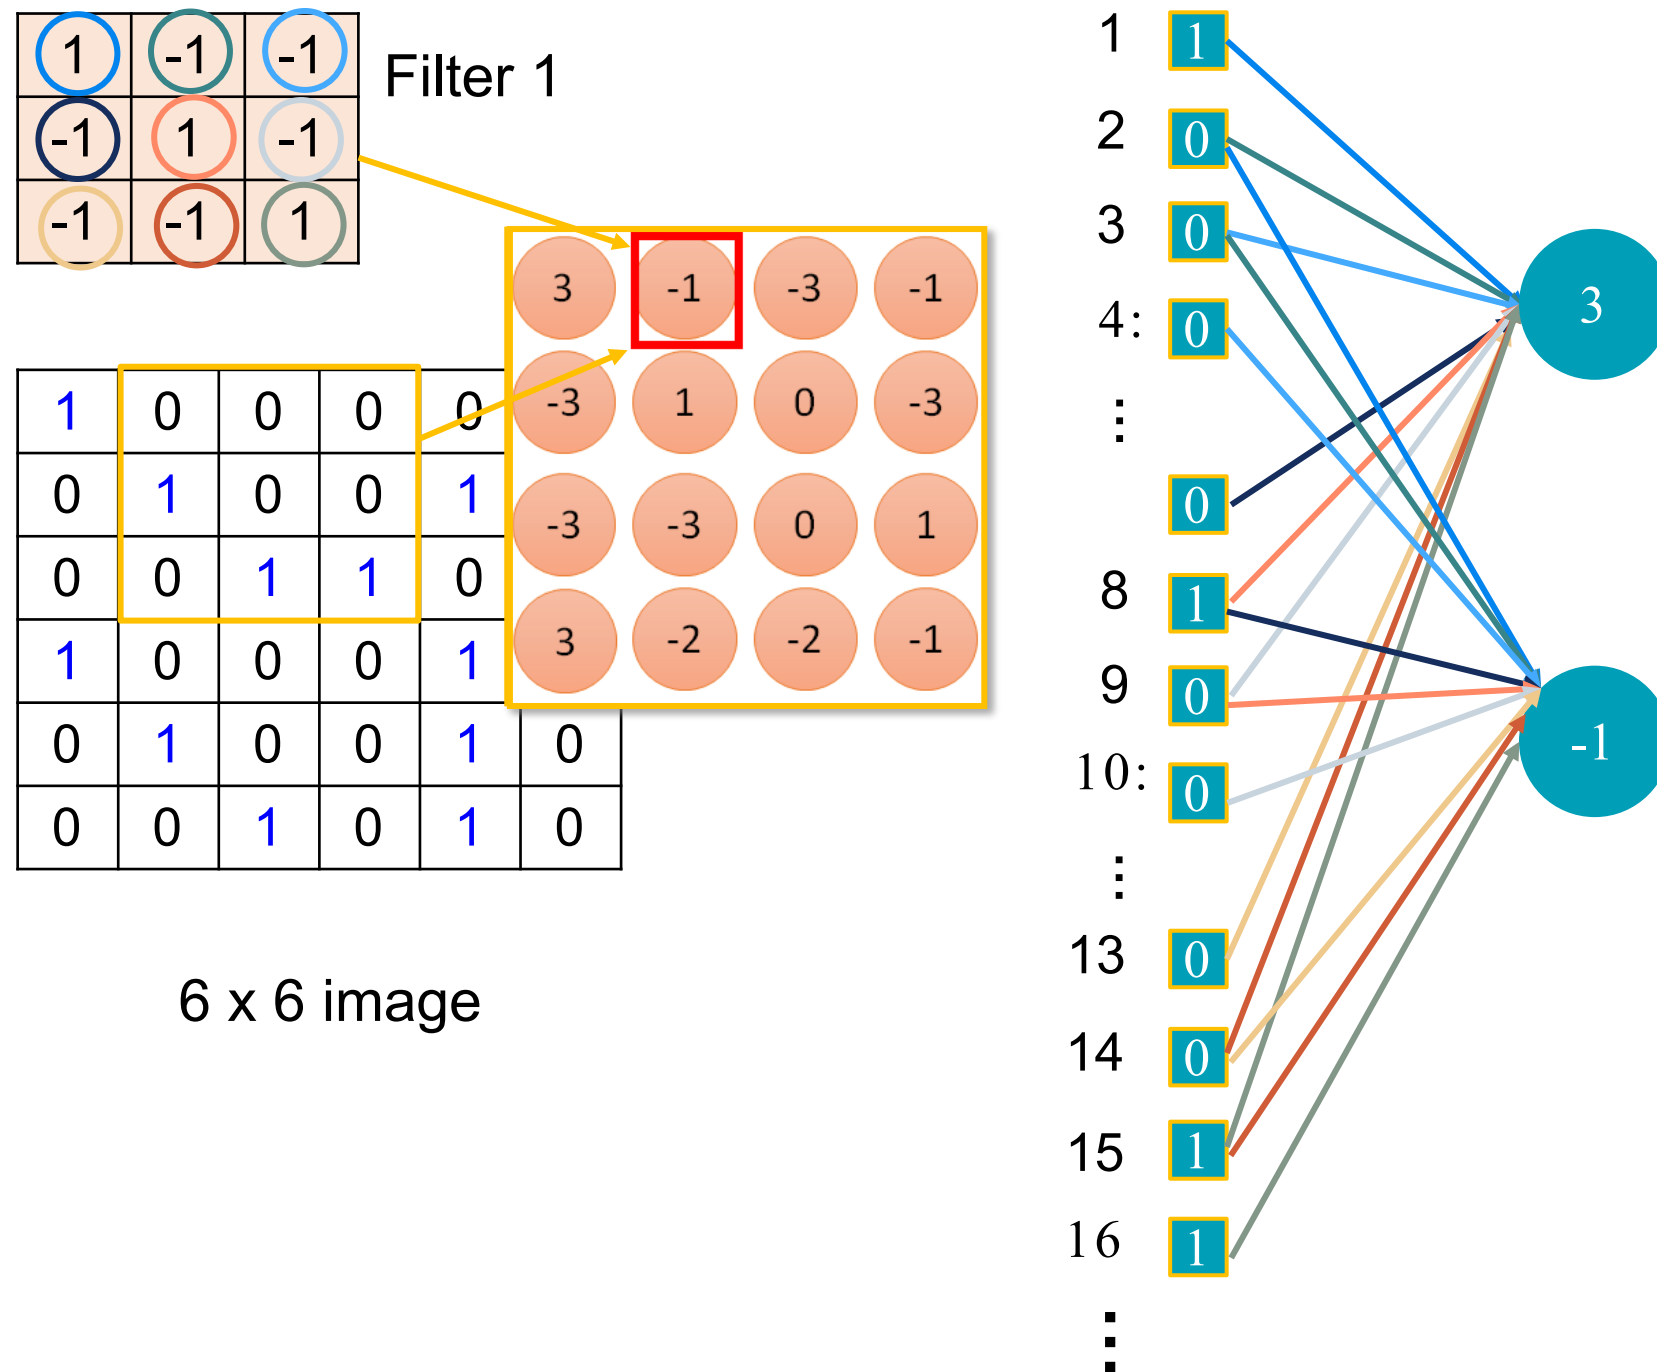 1 -1 -1
-1 1 -1
-1 -1 1
Filter 1
1 0 0 0 0
0 1 0 0 1
0 0 1 1 0
1 0 0 0 1
0 1 0 0 1 0
0 0 1 0 1 0
6 x 6 image
3 -1 -3 -1
-3 1 0 -3
-3 -3 0 1
3 -2 -2 -1
1 1
2 0
3 0
4: 0
⋮
0
8 1
9 0
10: 0
⋮
13 0
14 0
15 1
16 1
⋮
3
-1